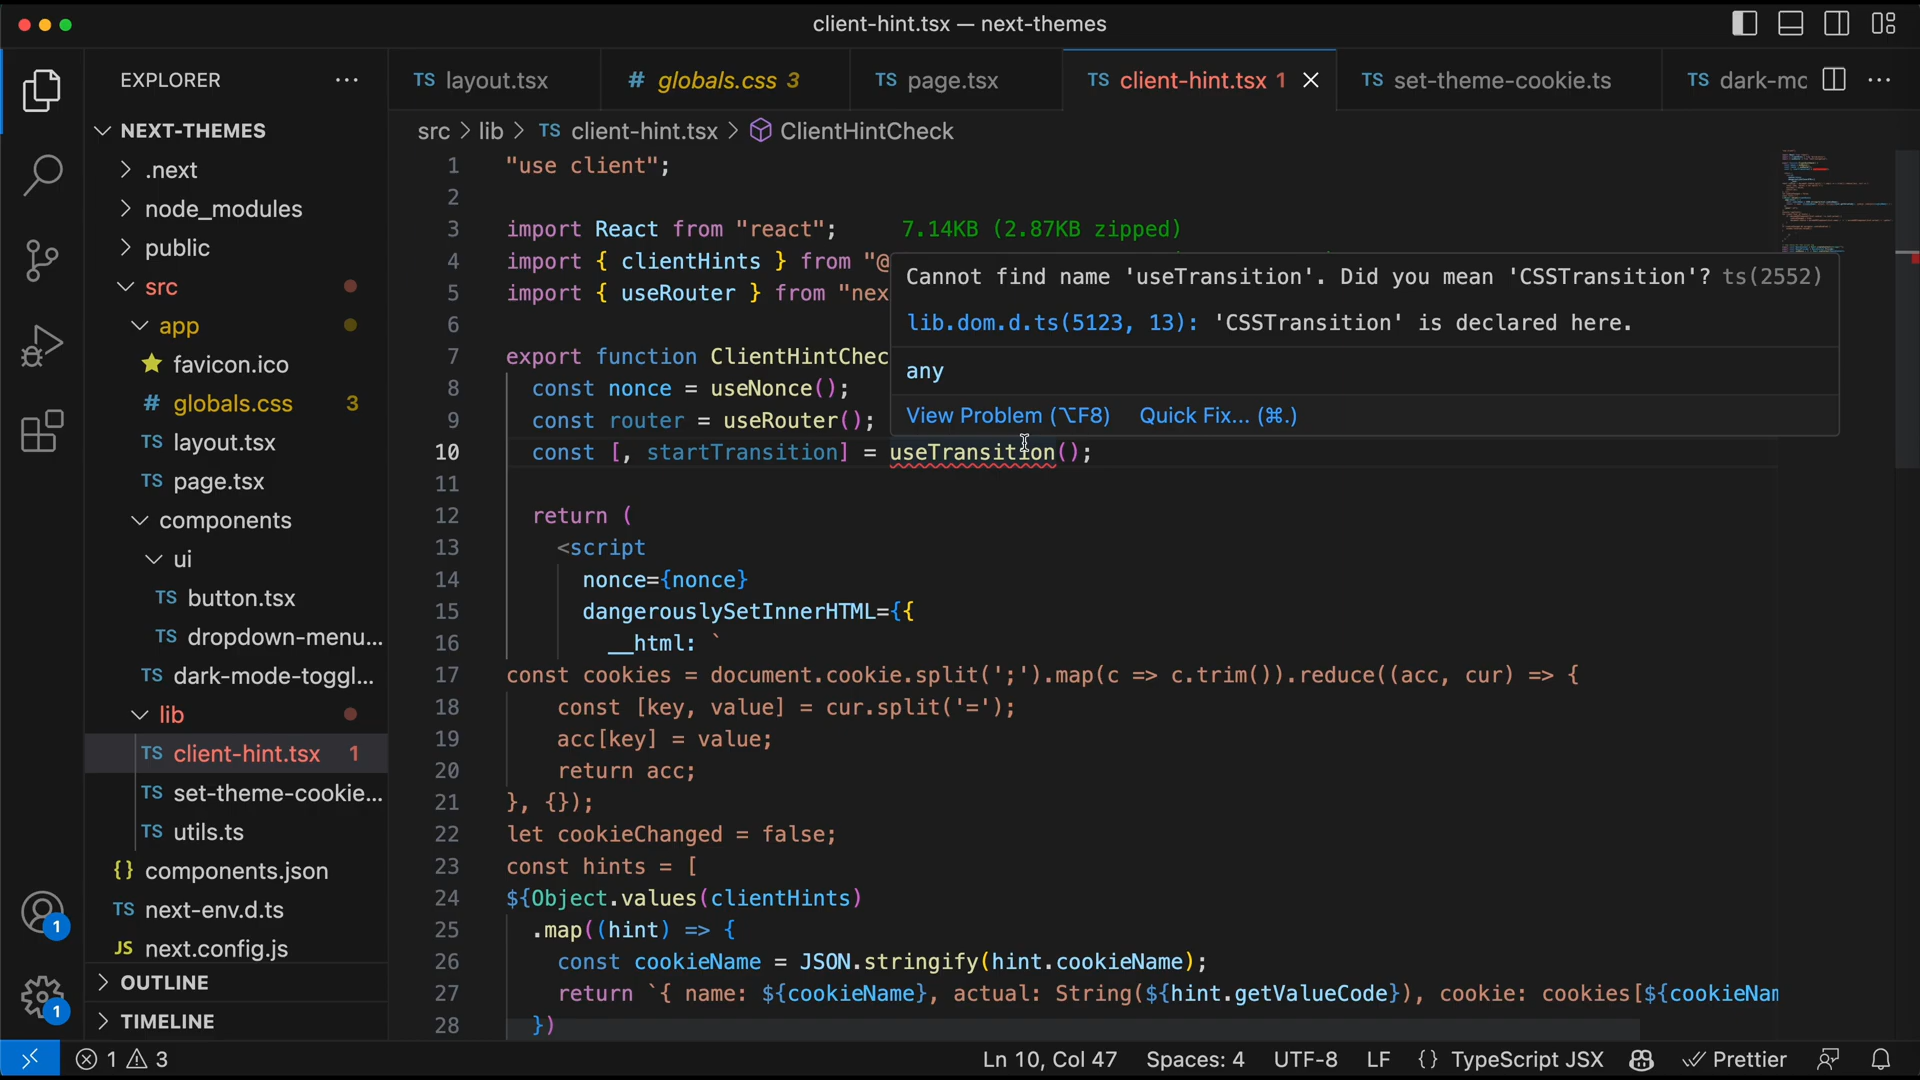 client-hint.tsx — next-themes
EXPLORER
TS layout.tsx
# globals.css 3
TS page.tsx
TS client-hint.tsx 1
TS set-theme-cookie.ts
TS dark-mo
NEXT-THEMES
.next
node_modules
public
src
app
favicon.ico
# globals.css 3
TS layout.tsx
TS page.tsx
components
ui
TS button.tsx
TS dropdown-menu...
TS dark-mode-toggl...
lib
TS client-hint.tsx 1
TS set-theme-cookie...
TS utils.ts
{} components.json
TS next-env.d.ts
JS next.config.js
OUTLINE
TIMELINE
src > lib > TS client-hint.tsx > ClientHintCheck
1 "use client";
2
3 import React from "react"; 7.14KB (2.87KB zipped)
4 import { clientHints } from "@
5 import { useRouter } from "nex
6
7 export function ClientHintChec
8 const nonce = useNonce();
9 const router = useRouter();
10 const [, startTransition] = useTransition();
11
12 return (
13 <script
14 nonce={nonce}
15 dangerouslySetInnerHTML={{
16 __html: `
17 const cookies = document.cookie.split(';').map(c => c.trim()).reduce((acc, cur) => {
18 const [key, value] = cur.split('=');
19 acc[key] = value;
20 return acc;
21 }, {});
22 let cookieChanged = false;
23 const hints = [
24 ${Object.values(clientHints)
25 .map((hint) => {
26 const cookieName = JSON.stringify(hint.cookieName);
27 return `{ name: ${cookieName}, actual: String(${hint.getValueCode}), cookie: cookies[${cookieNam
28 })
Cannot find name 'useTransition'. Did you mean 'CSSTransition'? ts(2552)
lib.dom.d.ts(5123, 13): 'CSSTransition' is declared here.
any
View Problem (⌥F8) Quick Fix... (⌘.)
1
1
1 3
Ln 10, Col 47 Spaces: 4 UTF-8 LF {} TypeScript JSX Prettier